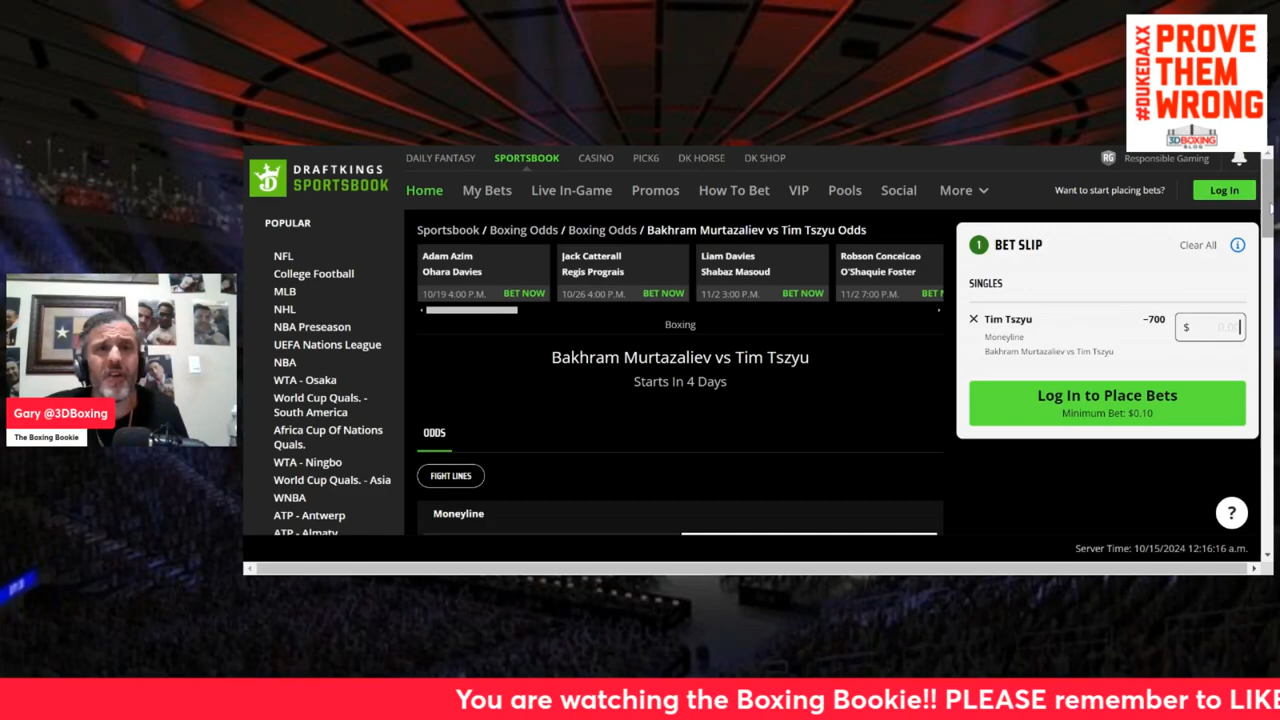 #DUKEDAXX
PROVE
THEM
WRONG
3DBOXING
BLOG
DRAFTKINGS
SPORTSBOOK
DAILY FANTASY
SPORTSBOOK
CASINO
PICK6
DK HORSE
DK SHOP
RG
Responsible Gaming
Home
My Bets
Live In-Game
Promos
How To Bet
VIP
Pools
Social
More
Want to start placing bets?
Log In
POPULAR
NFL
College Football
MLB
NHL
NBA Preseason
UEFA Nations League
NBA
WTA - Osaka
World Cup Quals. -
South America
Africa Cup Of Nations
Quals.
WTA - Ningbo
World Cup Quals. - Asia
WNBA
ATP - Antwerp
ATP - Almaty
Sportsbook / Boxing Odds / Boxing Odds / Bakhram Murtazaliev vs Tim Tszyu Odds
Adam Azim
Ohara Davies
10/19 4:00 P.M. BET NOW
Jack Catterall
Regis Prograis
10/26 4:00 P.M. BET NOW
Liam Davies
Shabaz Masoud
11/2 3:00 P.M. BET NOW
Robson Conceicao
O'Shaquie Foster
11/2 7:00 P.M. BET N
Boxing
Bakhram Murtazaliev vs Tim Tszyu
Starts In 4 Days
ODDS
FIGHT LINES
Moneyline
1 BET SLIP
Clear All
SINGLES
Tim Tszyu
−700
$ 0.00
Moneyline
Bakhram Murtazaliev vs Tim Tszyu
Log In to Place Bets
Minimum Bet: $0.10
?
Server Time: 10/15/2024 12:16:16 a.m.
Gary @3DBoxing
The Boxing Bookie
You are watching the Boxing Bookie!! PLEASE remember to LIKE